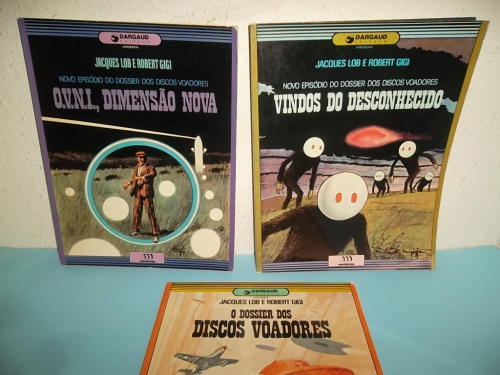 DARGAUD
EDITEUR
APRESENTA
JACQUES LOB E ROBERT GIGI
NOVO EPISÓDIO DO DOSSIER DOS DISCOS VOADORES
O.V.N.I., DIMENSÃO NOVA
DARGAUD
EDITEUR
APRESENTA
JACQUES LOB E ROBERT GIGI
NOVO EPISÓDIO DO DOSSIER DOS DISCOS VOADORES
VINDOS DO DESCONHECIDO
DARGAUD
JACQUES LOB E ROBERT GIGI
O DOSSIER DOS
DISCOS VOADORES